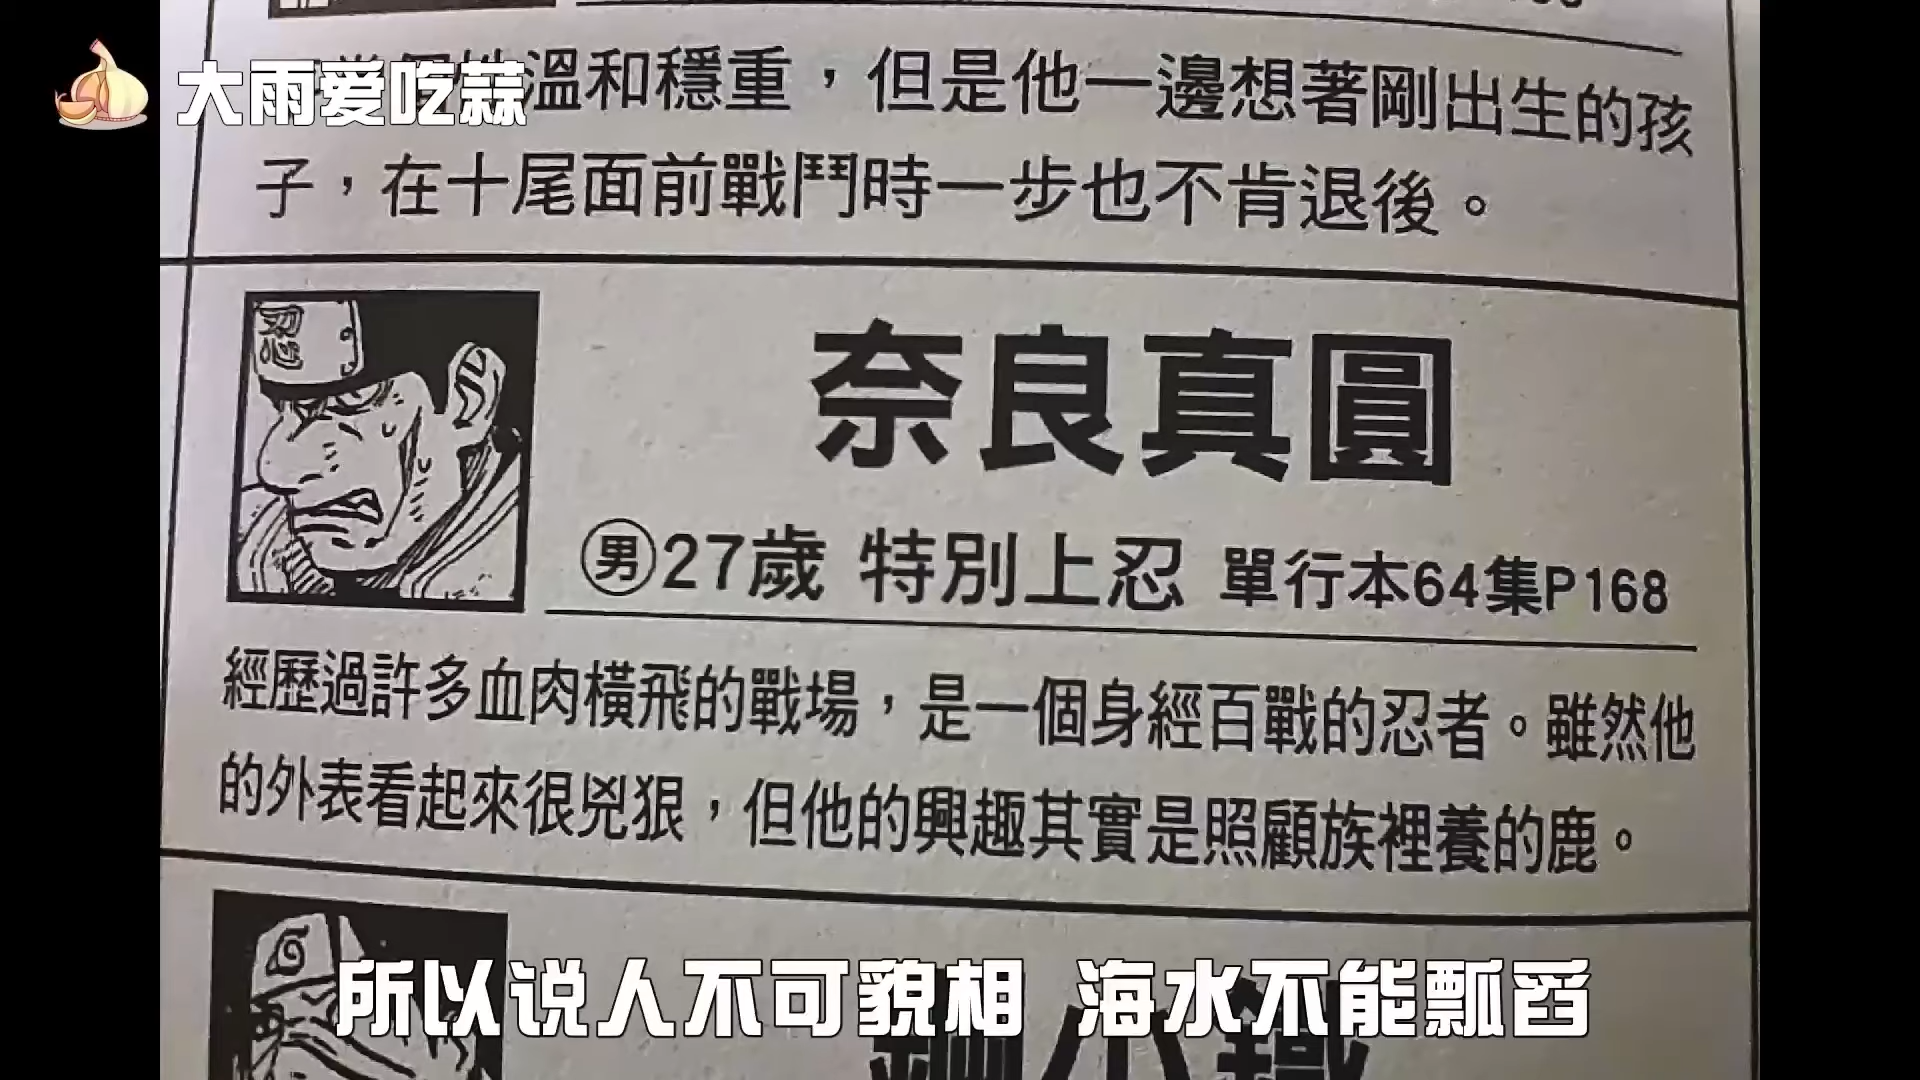 大雨爱吃蒜
溫和穩重，但是他一邊想著剛出生的孩
子，在十尾面前戰鬥時一步也不肯退後。
忍
奈良真圓
男27歲 特別上忍 單行本64集P168
經歷過許多血肉橫飛的戰場，是一個身經百戰的忍者。雖然他
的外表看起來很兇狠，但他的興趣其實是照顧族裡養的鹿。
所以说人不可貌相 海水不能瓢舀